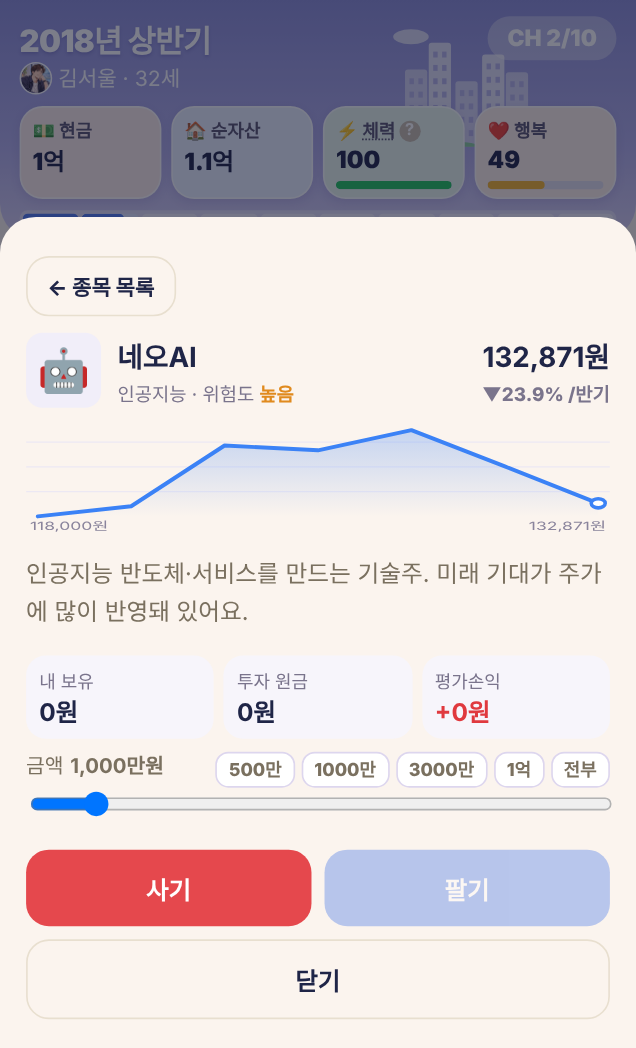 2018년 상반기
CH 2/10
김서울 · 32세
현금
1억
순자산
1.1억
체력 ?
100
행복
49
← 종목 목록
네오AI
132,871원
인공지능 · 위험도 높음
▼23.9% /반기
118,000원
132,871원
인공지능 반도체·서비스를 만드는 기술주. 미래 기대가 주가
에 많이 반영돼 있어요.
내 보유
0원
투자 원금
0원
평가손익
+0원
금액 1,000만원
500만
1000만
3000만
1억
전부
사기
팔기
닫기